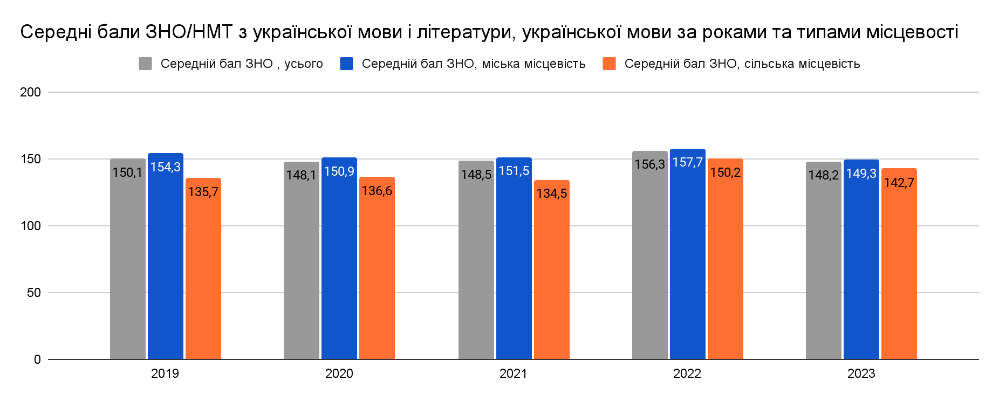 Середні бали ЗНО/НМТ з української мови і літератури, української мови за роками та типами місцевості
Середній бал ЗНО , усього Середній бал ЗНО, міська місцевість Середній бал ЗНО, сільська місцевість
200
150
100
50
0
150,1 154,3 135,7
148,1 150,9 136,6
148,5 151,5 134,5
156,3 157,7 150,2
148,2 149,3 142,7
2019 2020 2021 2022 2023